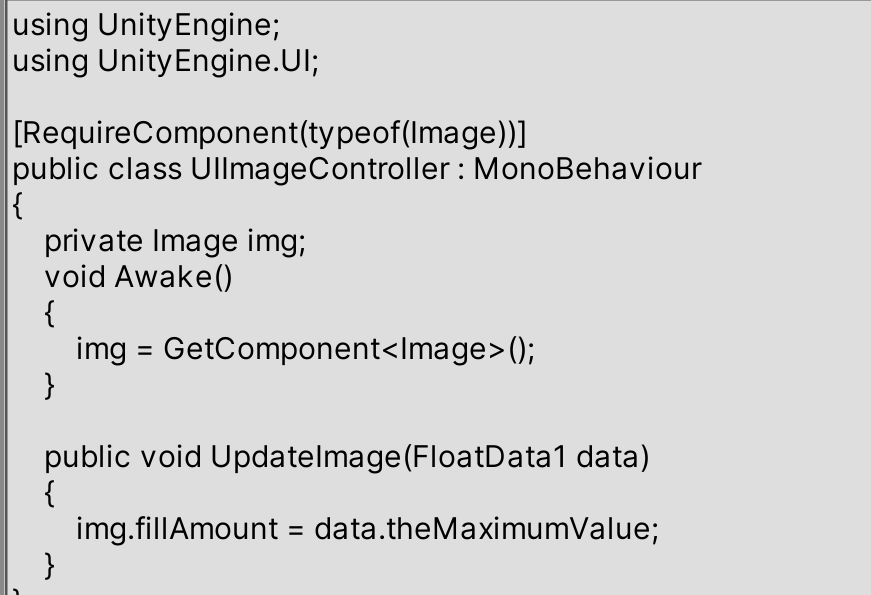 using UnityEngine;
using UnityEngine.UI;
[RequireComponent(typeof(Image))]
public class UIImageController : MonoBehaviour
{
private Image img;
void Awake()
{
img = GetComponent<Image>();
}
public void UpdateImage(FloatData1 data)
{
img.fillAmount = data.theMaximumValue;
}
}